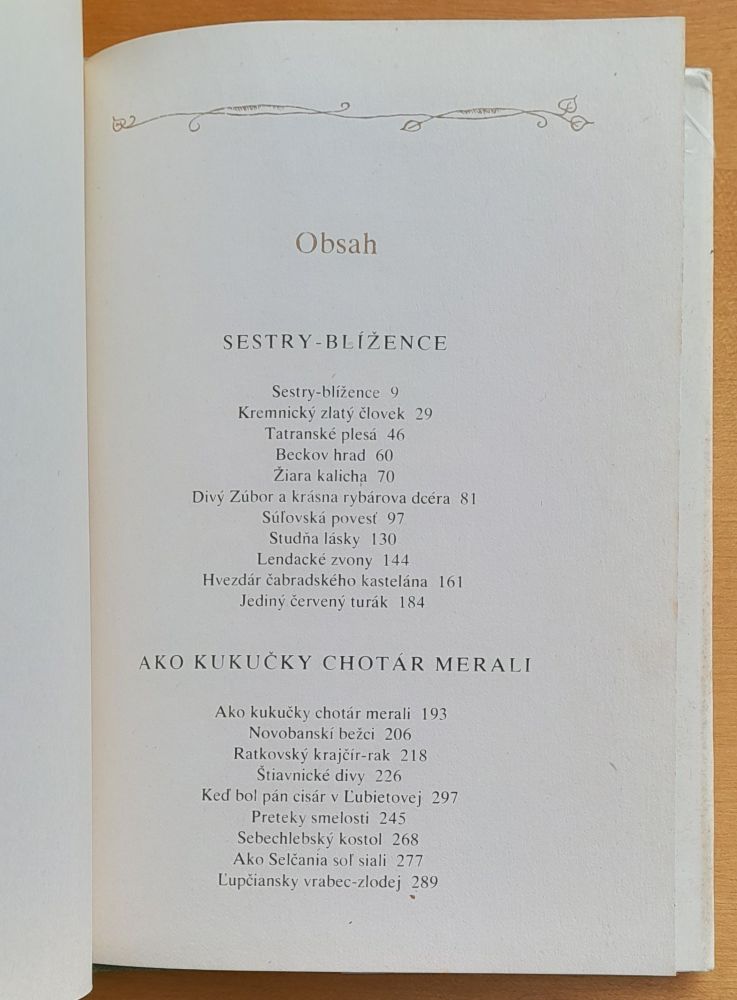 Obsah
SESTRY-BLÍŽENCE
Sestry-blížence 9
Kremnický zlatý človek 29
Tatranské plesá 46
Beckov hrad 60
Žiara kalicha 70
Divý Zúbor a krásna rybárova dcéra 81
Súľovská povesť 97
Studňa lásky 130
Lendacké zvony 144
Hvezdár čabradského kastelána 161
Jediný červený turák 184
AKO KUKUČKY CHOTÁR MERALI
Ako kukučky chotár merali 193
Novobanskí bežci 206
Ratkovský krajčír-rak 218
Štiavnické divy 226
Keď bol pán cisár v Ľubietovej 297
Preteky smelosti 245
Sebechlebský kostol 268
Ako Selčania soľ siali 277
Ľupčiansky vrabec-zlodej 289